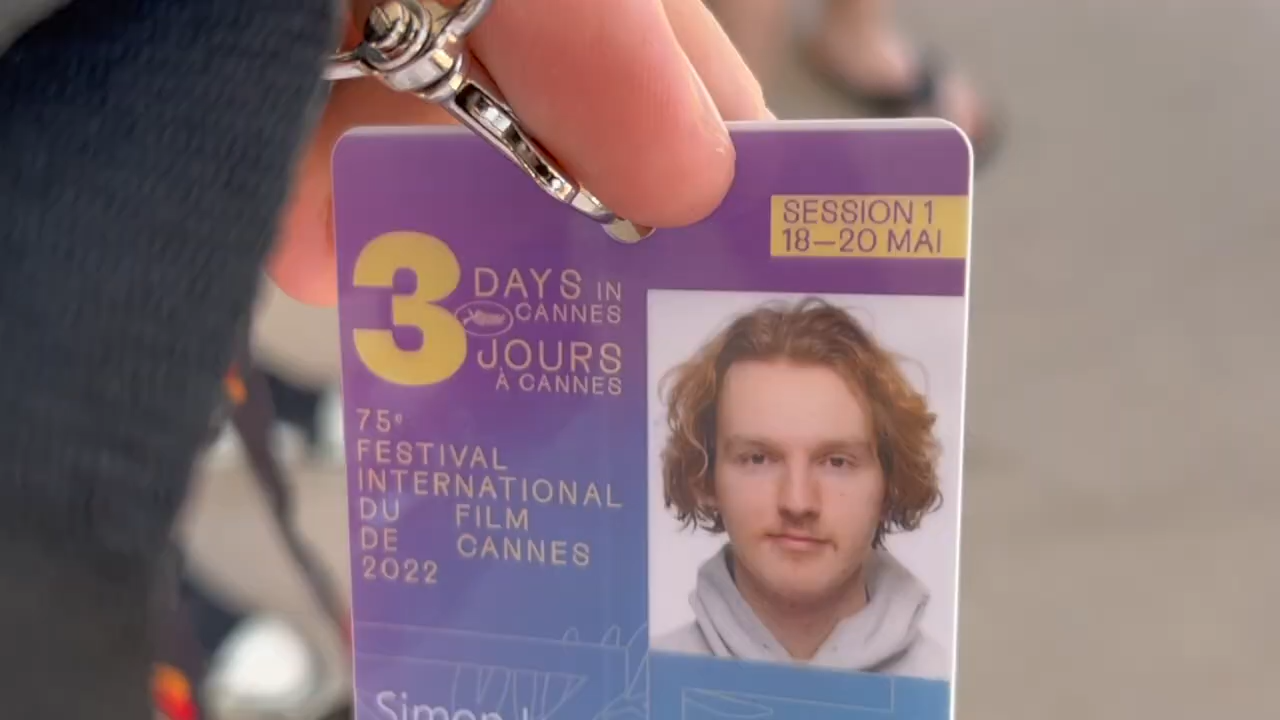 SESSION 1
18—20 MAI
3
DAYS IN
CANNES
JOURS
À CANNES
75e
FESTIVAL
INTERNATIONAL
DU FILM
DE CANNES
2022
Simon